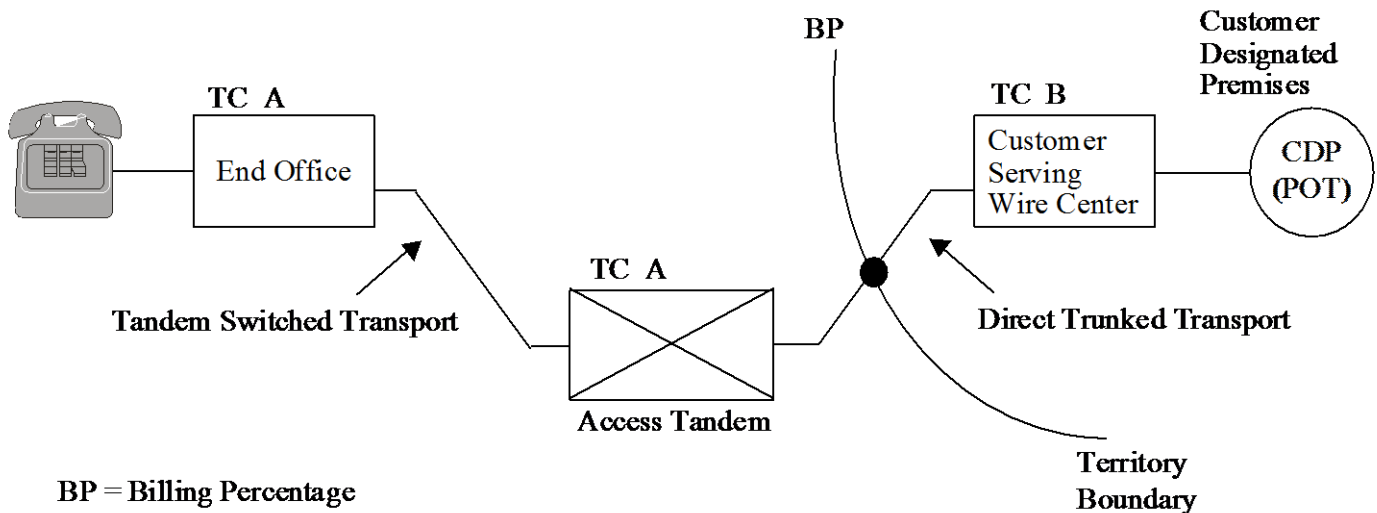 BP
Customer
Designated
Premises
TC A
TC B
End Office
Customer
Serving
Wire Center
CDP
(POT)
TC A
Tandem Switched Transport
Direct Trunked Transport
Access Tandem
Territory
Boundary
BP = Billing Percentage